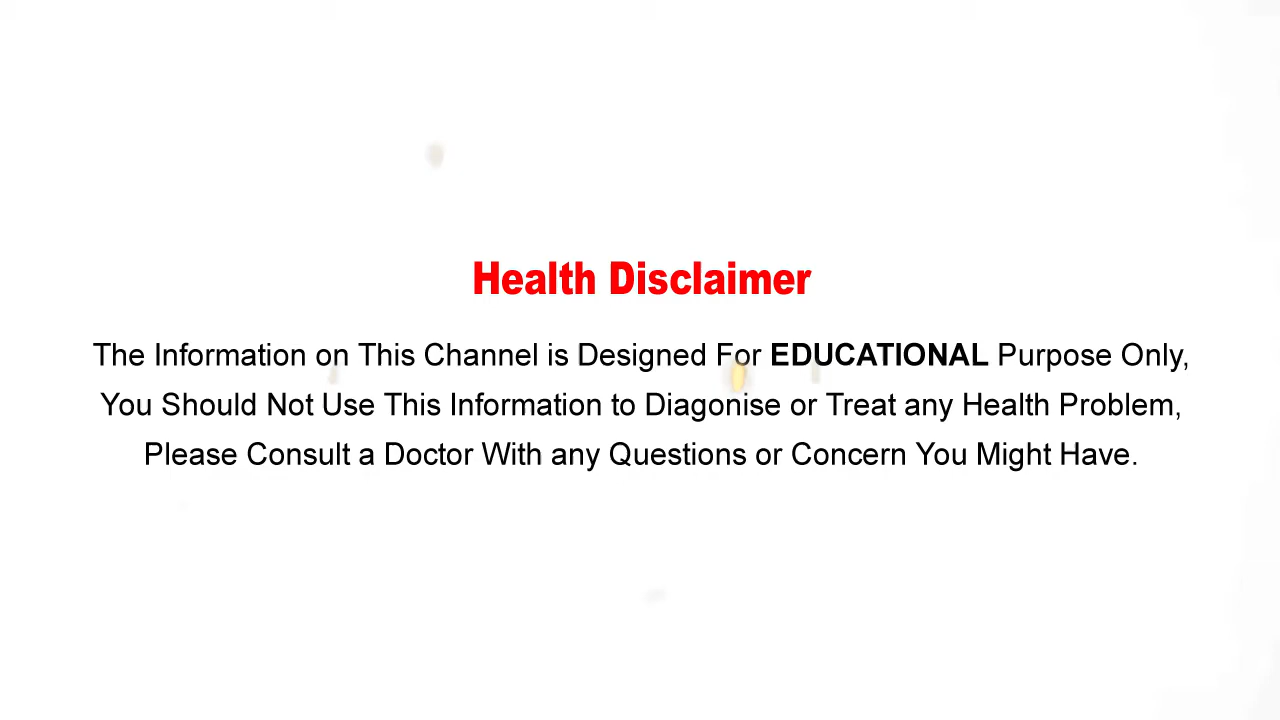 Health Disclaimer
The Information on This Channel is Designed For EDUCATIONAL Purpose Only,
You Should Not Use This Information to Diagonise or Treat any Health Problem,
Please Consult a Doctor With any Questions or Concern You Might Have.